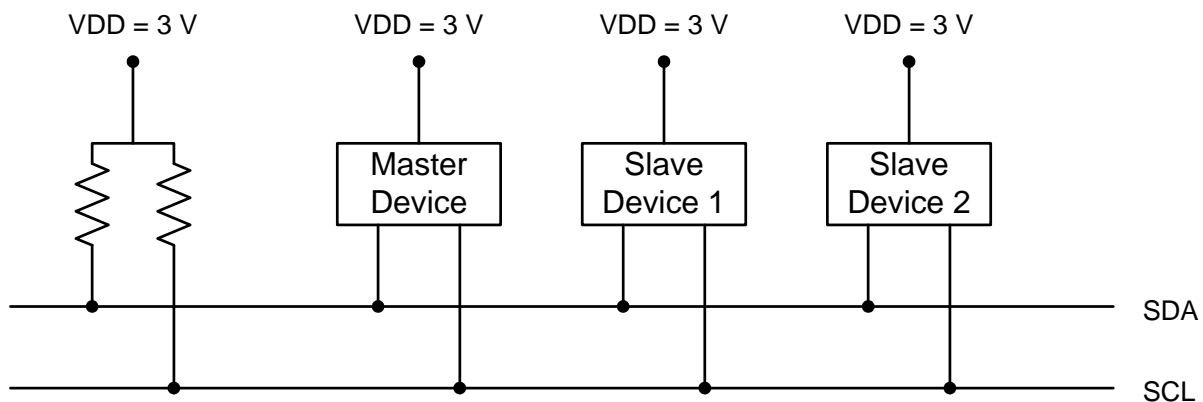 VDD = 3 V
VDD = 3 V
VDD = 3 V
VDD = 3 V
Master
Device
Slave
Device 1
Slave
Device 2
SDA
SCL